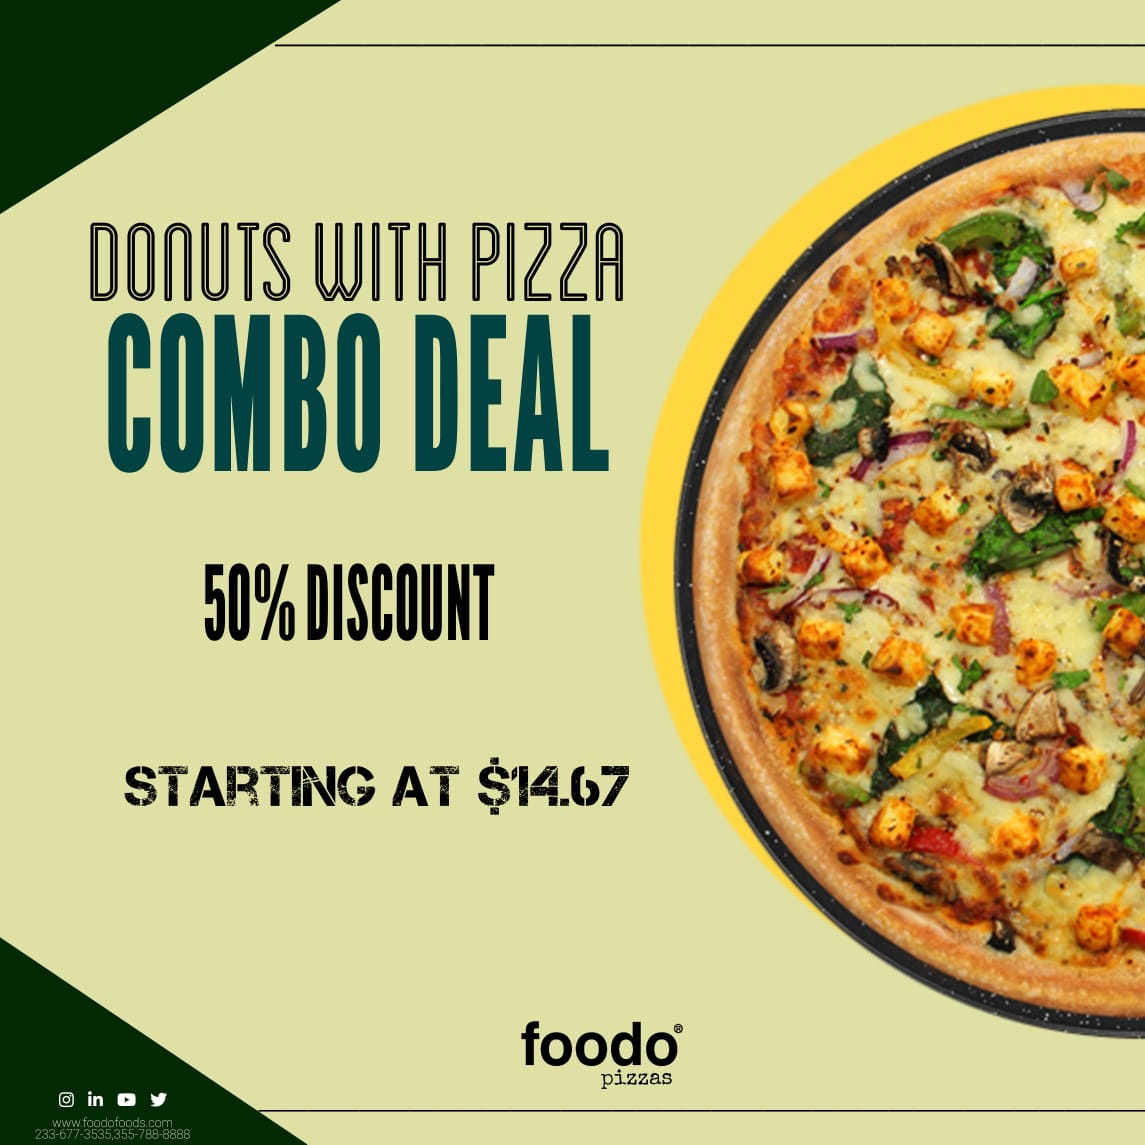 DONUTS WITH PIZZA
COMBO DEAL
50% DISCOUNT
STARTING AT $14.67
foodo®
pizzas
www.foodofoods.com
233-677-3535,355-788-8888